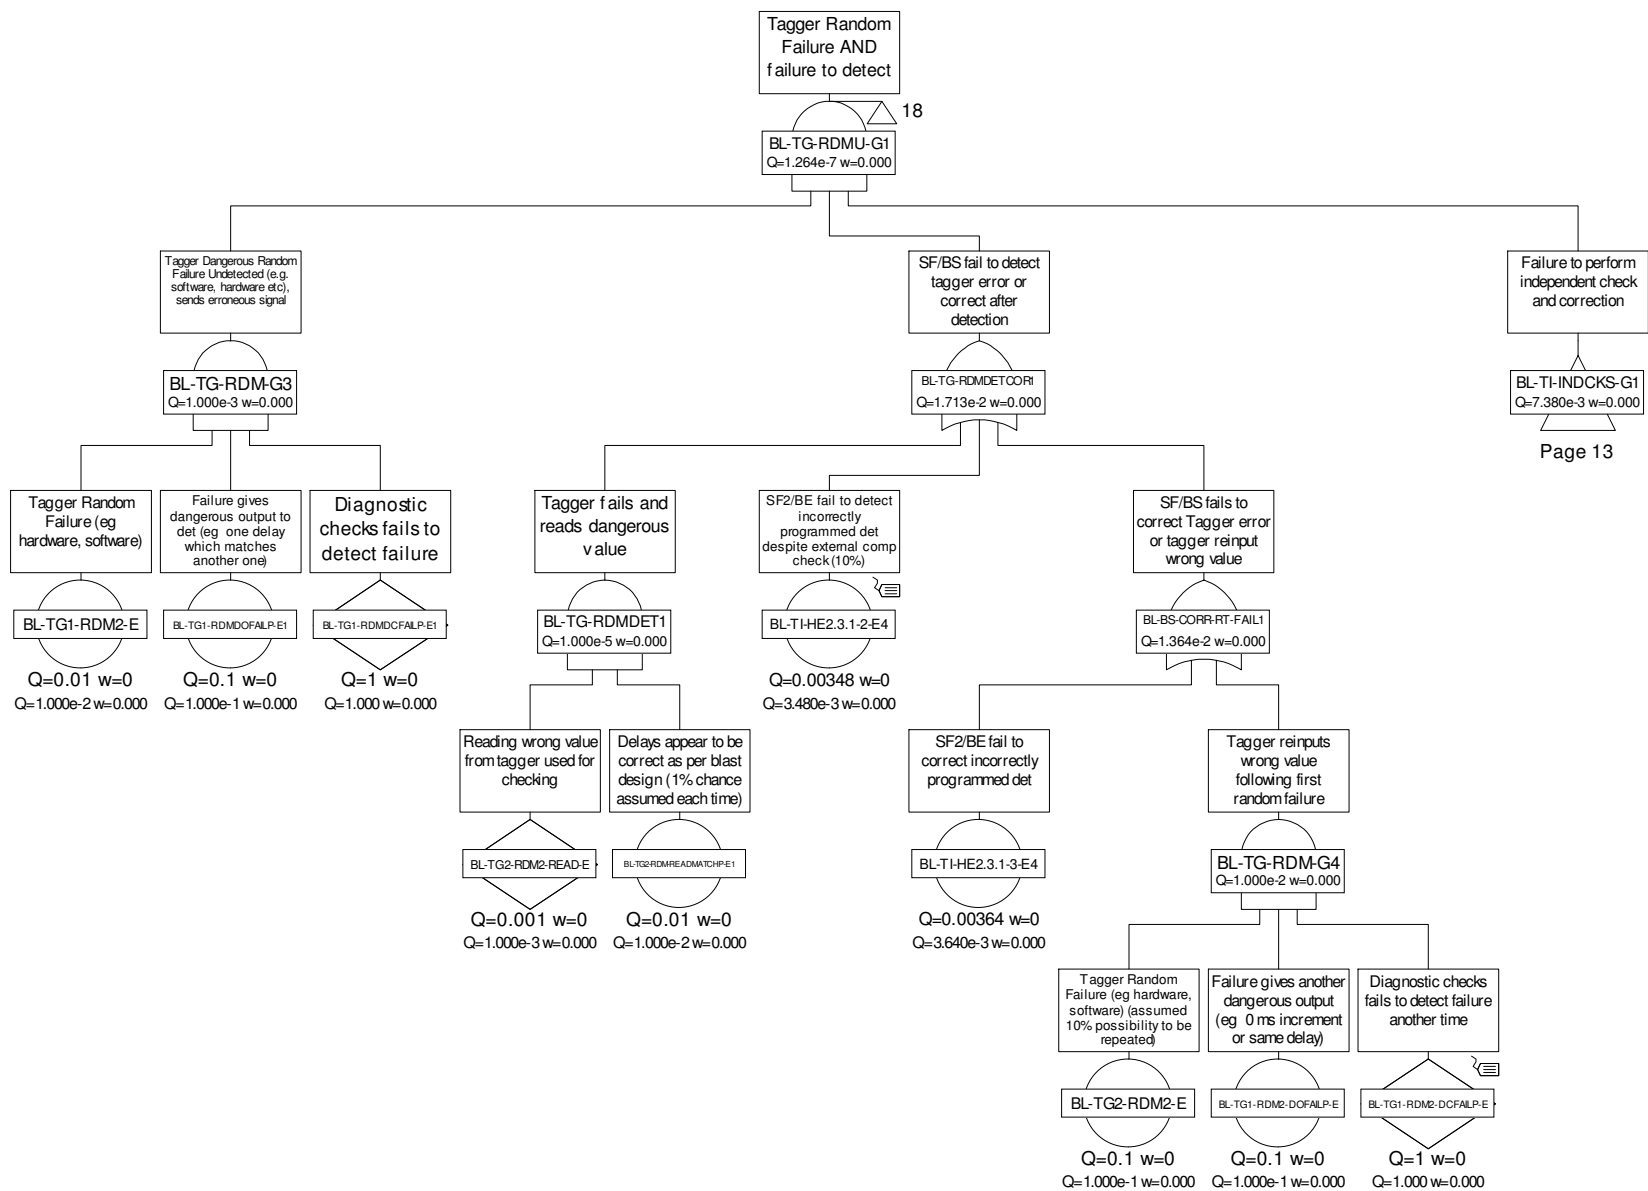 Tagger Random
Failure AND
failure to detect
18
BL-TG-RDMU-G1
Q=1.264e-7 w=0.000
Tagger Dangerous Random
Failure Undetected (e.g.
software, hardware etc),
sends erroneous signal
BL-TG-RDM-G3
Q=1.000e-3 w=0.000
SF/BS fail to detect
tagger error or
correct after
detection
BL-TG-RDMDETCOR1
Q=1.713e-2 w=0.000
Failure to perform
independent check
and correction
BL-TI-INDCKS-G1
Q=7.380e-3 w=0.000
Page 13
Tagger Random
Failure (eg
hardware, software)
BL-TG1-RDM2-E
Q=0.01 w=0
Q=1.000e-2 w=0.000
Failure gives
dangerous output to
det (eg one delay
which matches
another one)
BL-TG1-RDMDOFAILP-E1
Q=0.1 w=0
Q=1.000e-1 w=0.000
Diagnostic
checks fails to
detect failure
BL-TG1-RDMDCFAILP-E1
Q=1 w=0
Q=1.000 w=0.000
Tagger fails and
reads dangerous
value
BL-TG-RDMDET1
Q=1.000e-5 w=0.000
SF2/BE fail to detect
incorrectly
programmed det
despite external comp
check (10%)
BL-TI-HE2.3.1-2-E4
Q=0.00348 w=0
Q=3.480e-3 w=0.000
SF/BS fails to
correct Tagger error
or tagger reinput
wrong value
BL-BS-CORR-RT-FAIL1
Q=1.364e-2 w=0.000
Reading wrong value
from tagger used for
checking
BL-TG2-RDM2-READ-E
Q=0.001 w=0
Q=1.000e-3 w=0.000
Delays appear to be
correct as per blast
design (1% chance
assumed each time)
BL-TG2-RDM-READMATCHP-E1
Q=0.01 w=0
Q=1.000e-2 w=0.000
SF2/BE fail to
correct incorrectly
programmed det
BL-TI-HE2.3.1-3-E4
Q=0.00364 w=0
Q=3.640e-3 w=0.000
Tagger reinputs
wrong value
following first
random failure
BL-TG-RDM-G4
Q=1.000e-2 w=0.000
Tagger Random
Failure (eg hardware,
software) (assumed
10% possibility to be
repeated)
BL-TG2-RDM2-E
Q=0.1 w=0
Q=1.000e-1 w=0.000
Failure gives another
dangerous output
(eg 0 ms increment
or same delay)
BL-TG1-RDM2-DOFAILP-E
Q=0.1 w=0
Q=1.000e-1 w=0.000
Diagnostic checks
fails to detect failure
another time
BL-TG1-RDM2-DCFAILP-E
Q=1 w=0
Q=1.000 w=0.000